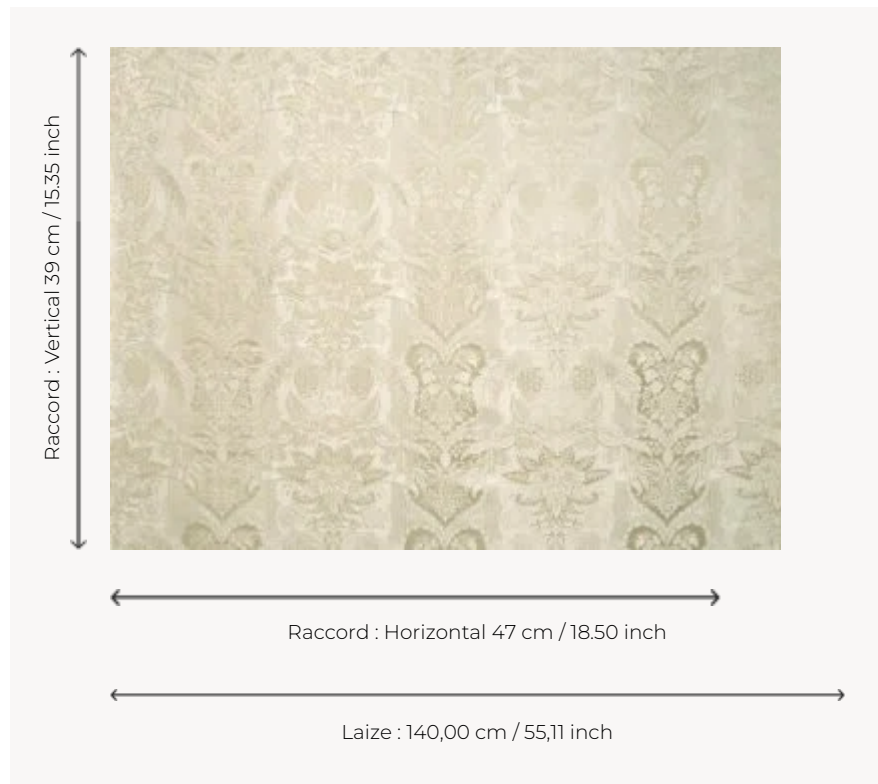 Raccord : Vertical 39 cm / 15.35 inch
Raccord : Horizontal 47 cm / 18.50 inch
Laize : 140,00 cm / 55,11 inch